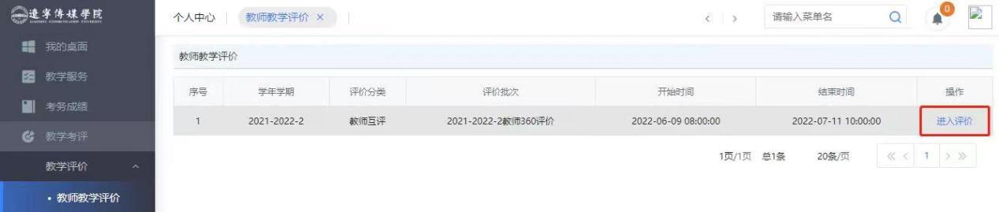 遼寧傳媒學院
LIAONING COMMUNICATION UNIVERSITY
个人中心
教师教学评价 ×
请输入菜单名
0
我的桌面
教学服务
考务成绩
教学考评
教学评价
• 教师教学评价
教师教学评价
序号 学年学期 评价分类 评价批次 开始时间 结束时间 操作
1 2021-2022-2 教师互评 2021-2022-2教师360评价 2022-06-09 08:00:00 2022-07-11 10:00:00 进入评价
1页/1页 总1条 20条/页 1